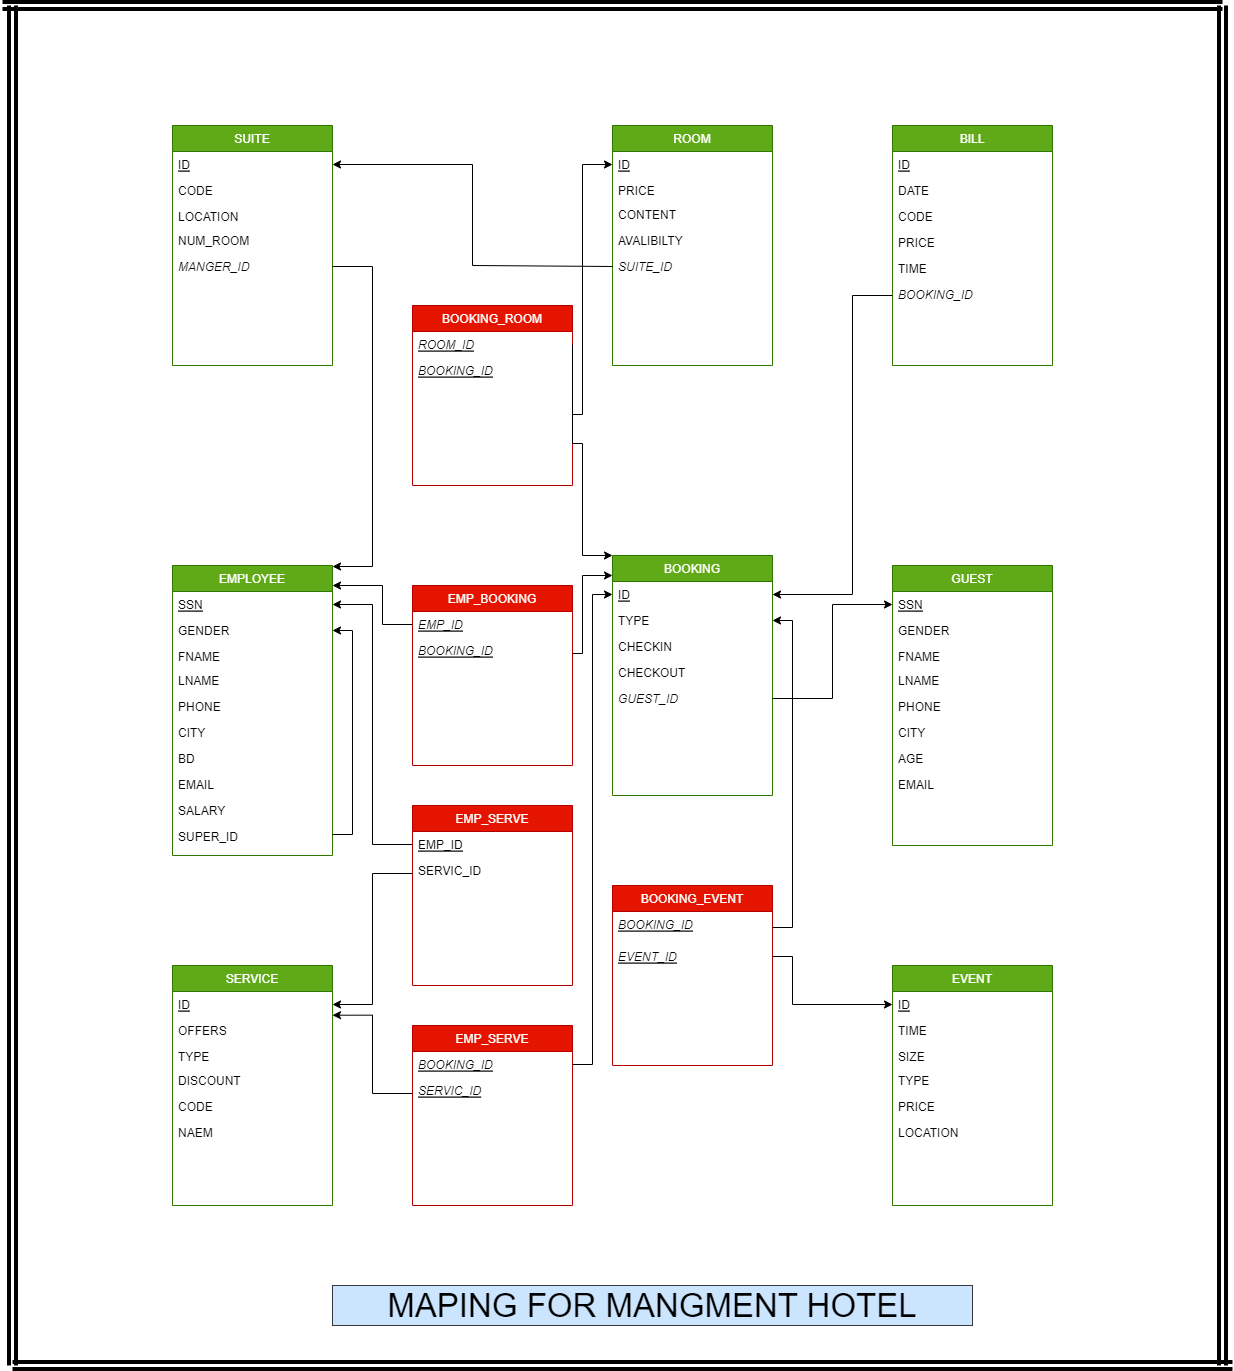 SUITE
ID
CODE
LOCATION
NUM_ROOM
MANGER_ID
ROOM
ID
PRICE
CONTENT
AVALIBILTY
SUITE_ID
BILL
ID
DATE
CODE
PRICE
TIME
BOOKING_ID
BOOKING_ROOM
ROOM_ID
BOOKING_ID
EMPLOYEE
SSN
GENDER
FNAME
LNAME
PHONE
CITY
BD
EMAIL
SALARY
SUPER_ID
EMP_BOOKING
EMP_ID
BOOKING_ID
BOOKING
ID
TYPE
CHECKIN
CHECKOUT
GUEST_ID
GUEST
SSN
GENDER
FNAME
LNAME
PHONE
CITY
AGE
EMAIL
EMP_SERVE
EMP_ID
SERVIC_ID
BOOKING_EVENT
BOOKING_ID
EVENT_ID
SERVICE
ID
OFFERS
TYPE
DISCOUNT
CODE
NAEM
EMP_SERVE
BOOKING_ID
SERVIC_ID
EVENT
ID
TIME
SIZE
TYPE
PRICE
LOCATION
MAPING FOR MANGMENT HOTEL